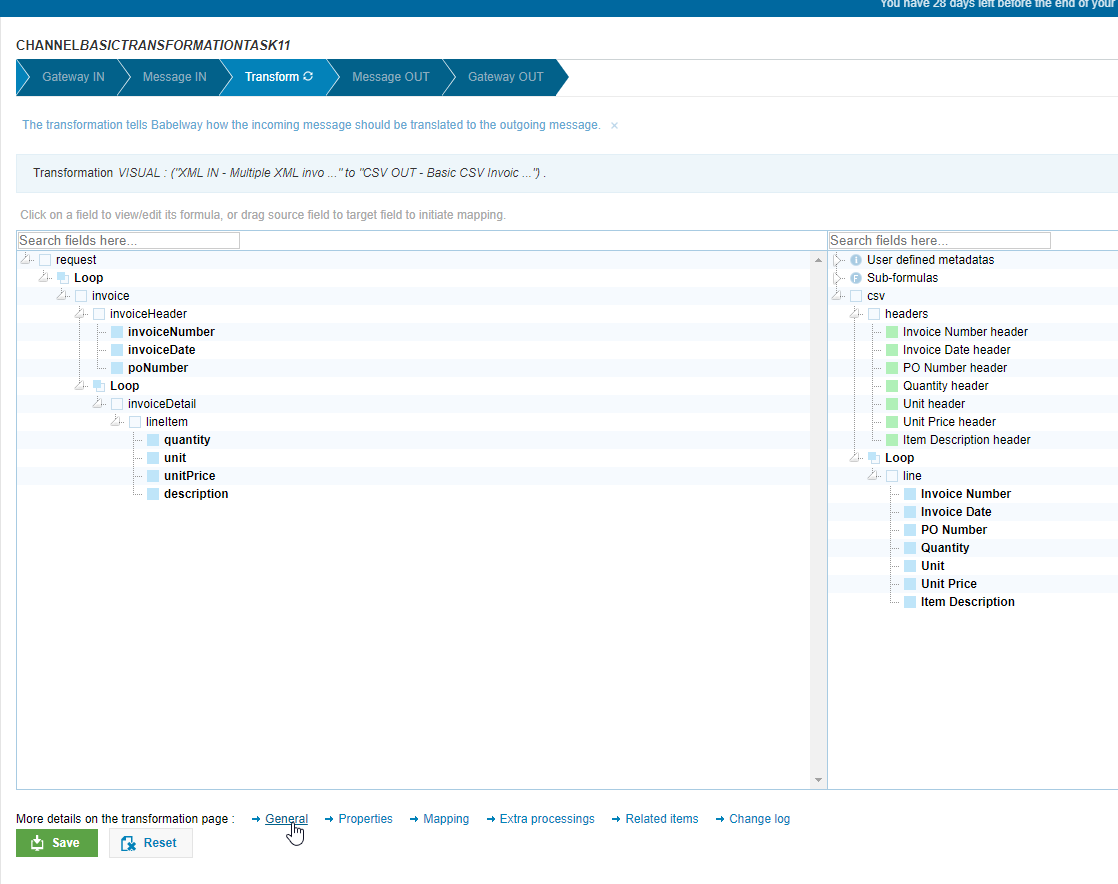 You have 28 days left before the end of your
CHANNELBASICTRANSFORMATIONTASK11
Gateway IN Message IN Transform Message OUT Gateway OUT
The transformation tells Babelway how the incoming message should be translated to the outgoing message. ×
Transformation VISUAL : ("XML IN - Multiple XML invo ..." to "CSV OUT - Basic CSV Invoic ...") .
Click on a field to view/edit its formula, or drag source field to target field to initiate mapping.
Search fields here...
request
Loop
invoice
invoiceHeader
invoiceNumber
invoiceDate
poNumber
Loop
invoiceDetail
lineItem
quantity
unit
unitPrice
description
Search fields here...
I User defined metadatas
F Sub-formulas
csv
headers
Invoice Number header
Invoice Date header
PO Number header
Quantity header
Unit header
Unit Price header
Item Description header
Loop
line
Invoice Number
Invoice Date
PO Number
Quantity
Unit
Unit Price
Item Description
More details on the transformation page : → General → Properties → Mapping → Extra processings → Related items → Change log
Save Reset